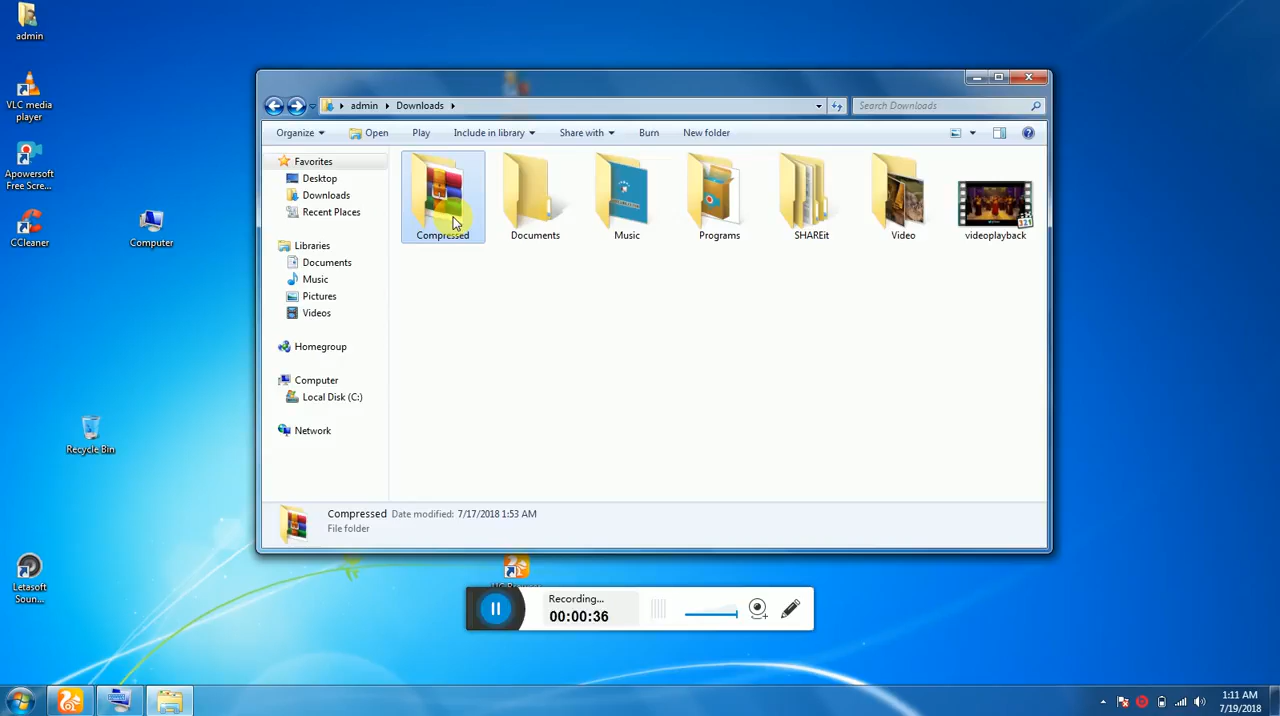 admin
VLC media
player
Apowersoft
Free Scre...
CCleaner
Computer
Recycle Bin
Letasoft
Soun...
admin
Downloads
Search Downloads
Organize
Open
Play
Include in library
Share with
Burn
New folder
Favorites
Desktop
Downloads
Recent Places
Libraries
Documents
Music
Pictures
Videos
Homegroup
Computer
Local Disk (C:)
Network
Compressed
Documents
Music
Programs
SHAREit
Video
videoplayback
Compressed Date modified: 7/17/2018 1:53 AM
File folder
Recording...
00:00:36
1:11 AM
7/19/2018